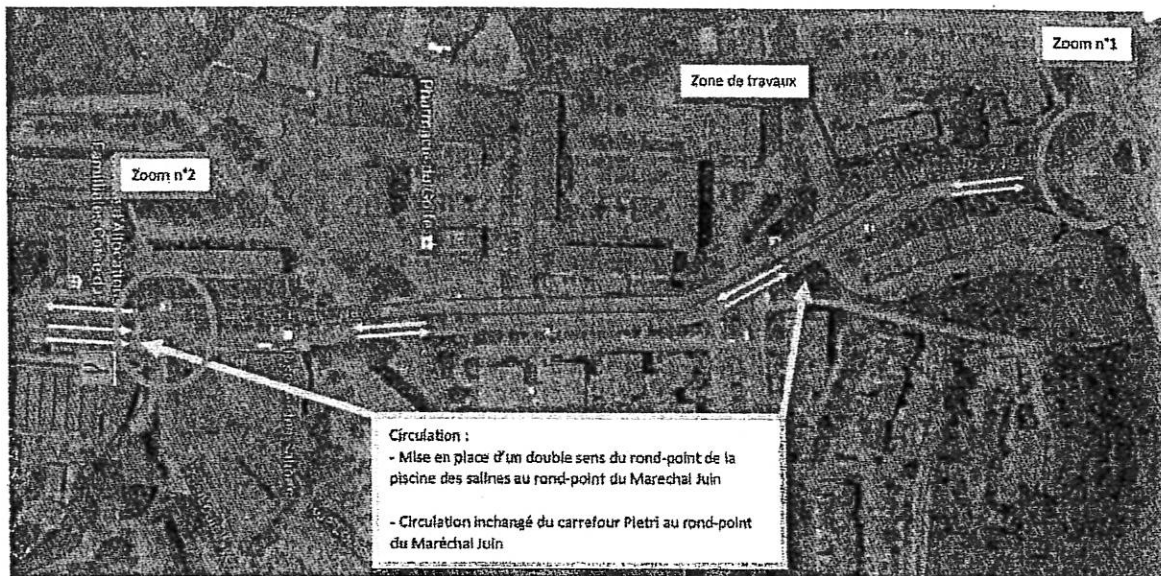 Zoom n°1
Zone de travaux
Zoom n°2
Circulation :
- Mise en place d'un double sens du rond-point de la
piscine des salines au rond-point du Marechal Juin
- Circulation inchangé du carrefour Pietri au rond-point
du Maréchal Juin